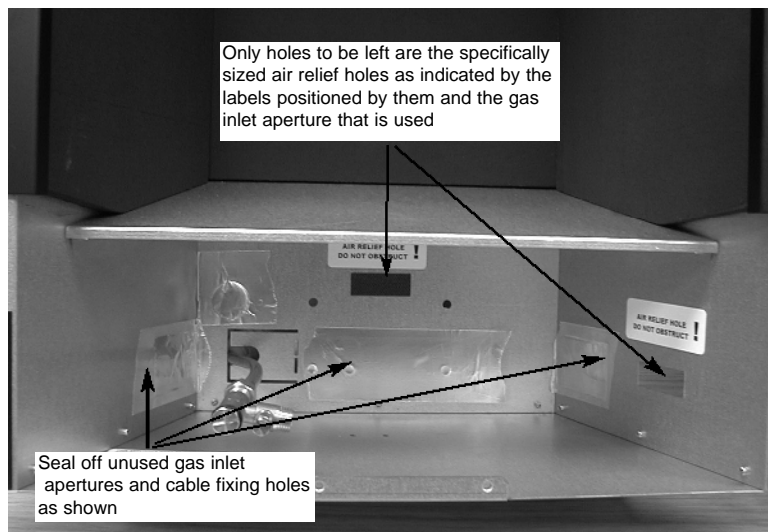 Only holes to be left are the specifically
sized air relief holes as indicated by the
labels positioned by them and the gas
inlet aperture that is used
AIR RELIEF HOLE
DO NOT OBSTRUCT
!
AIR RELIEF HOLE
DO NOT OBSTRUCT
!
Seal off unused gas inlet
apertures and cable fixing holes
as shown